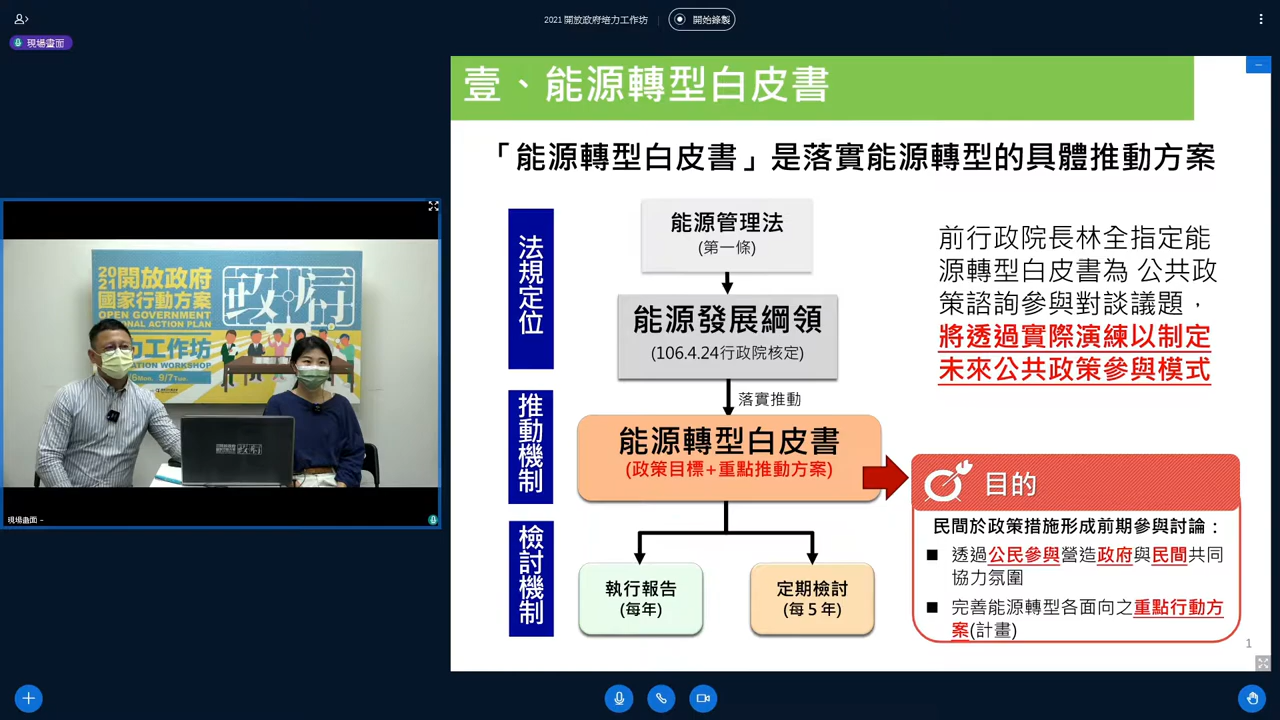 2021 開放政府培力工作坊
開始錄製
現場畫面
壹、能源轉型白皮書
「能源轉型白皮書」是落實能源轉型的具體推動方案
法規定位
能源管理法
(第一條)
能源發展綱領
(106.4.24行政院核定)
落實推動
推動機制
能源轉型白皮書
(政策目標+重點推動方案)
檢討機制
執行報告
(每年)
定期檢討
(每 5 年)
前行政院長林全指定能
源轉型白皮書為 公共政
策諮詢參與對談議題，
將透過實際演練以制定
未來公共政策參與模式
目的
民間於政策措施形成前期參與討論：
■ 透過公民參與營造政府與民間共同
協力氛圍
■ 完善能源轉型各面向之重點行動方
案(計畫)
1
2021
開放政府
國家行動方案
OPEN GOVERNMENT
NATIONAL ACTION PLAN
力工作坊
WORKSHOP
6Mon. 9/7Tue.
政府
現場畫面